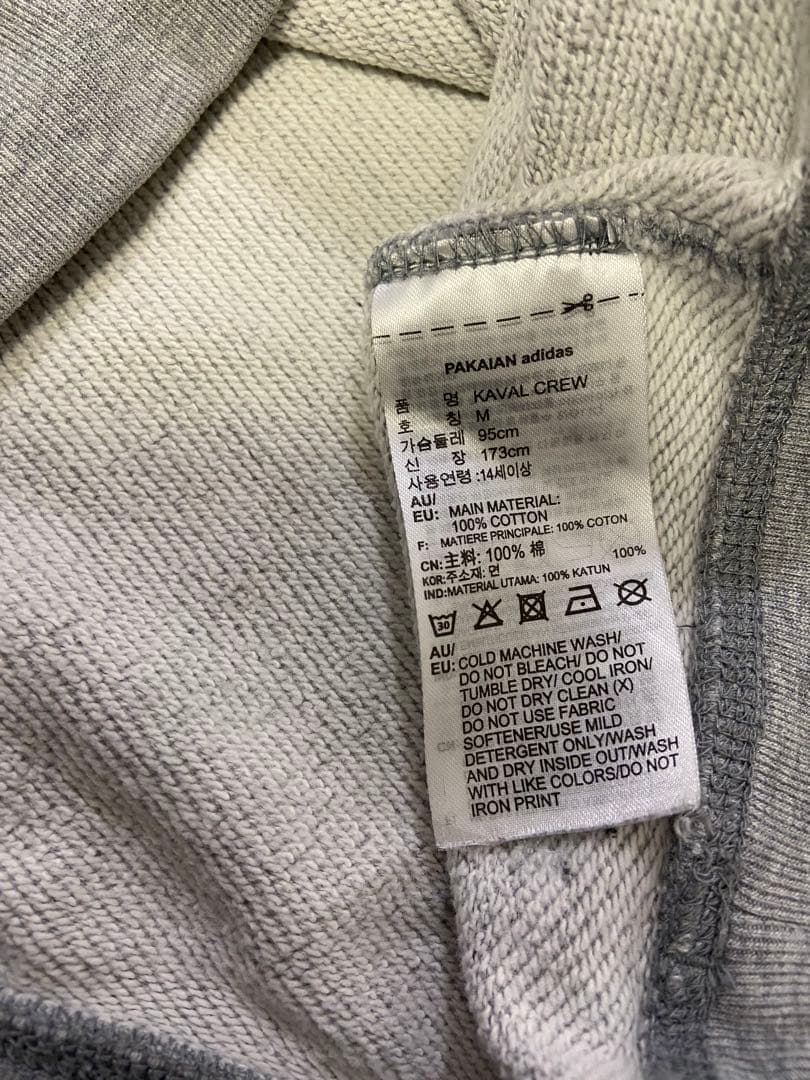 PAKAIAN adidas
품 명 KAVAL CREW
호 칭 M
가슴둘레 95cm
신 장 173cm
사용연령 :14세이상
AU/
EU: MAIN MATERIAL:
100% COTTON
F: MATIERE PRINCIPALE: 100% COTON
CN:主料: 100% 棉
KOR:주소재: 면 100%
IND:MATERIAL UTAMA: 100% KATUN
30
AU/
EU: COLD MACHINE WASH/
DO NOT BLEACH/ DO NOT
TUMBLE DRY/ COOL IRON/
DO NOT DRY CLEAN (X)
DO NOT USE FABRIC
SOFTENER/USE MILD
DETERGENT ONLY/WASH
AND DRY INSIDE OUT/WASH
WITH LIKE COLORS/DO NOT
IRON PRINT